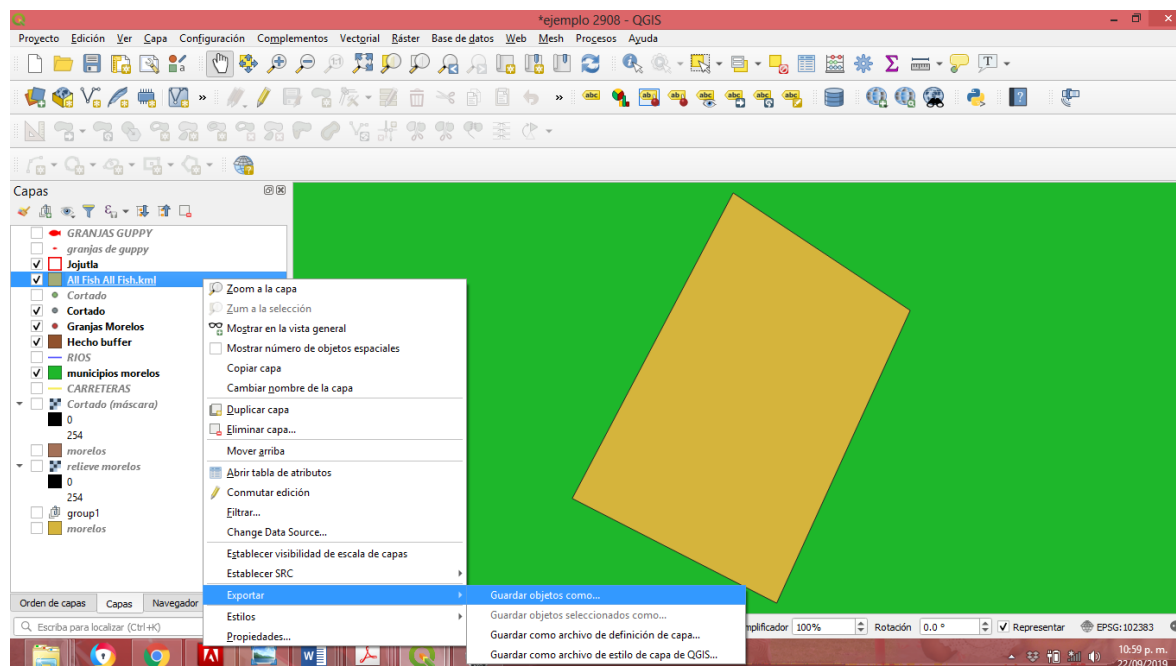 *ejemplo 2908 - QGIS
Proyecto Edición Ver Capa Configuración Complementos Vectorial Ráster Base de datos Web Mesh Procesos Ayuda
Capas
GRANJAS GUPPY
granjas de guppy
Jojutla
All Fish All Fish.kml
Cortado
Cortado
Granjas Morelos
Hecho buffer
RIOS
municipios morelos
CARRETERAS
Cortado (máscara)
0
254
morelos
relieve morelos
0
254
group1
morelos
Zoom a la capa
Zum a la selección
Mostrar en la vista general
Mostrar número de objetos espaciales
Copiar capa
Cambiar nombre de la capa
Duplicar capa
Eliminar capa...
Mover arriba
Abrir tabla de atributos
Conmutar edición
Filtrar...
Change Data Source...
Establecer visibilidad de escala de capas
Establecer SRC
Exportar
Estilos
Propiedades...
Guardar objetos como...
Guardar objetos seleccionados como...
Guardar como archivo de definición de capa...
Guardar como archivo de estilo de capa de QGIS...
Orden de capas Capas Navegador
Escriba para localizar (Ctrl+K)
mplificador 100% Rotación 0.0 ° Representar EPSG:102383
10:59 p. m.
22/09/2019